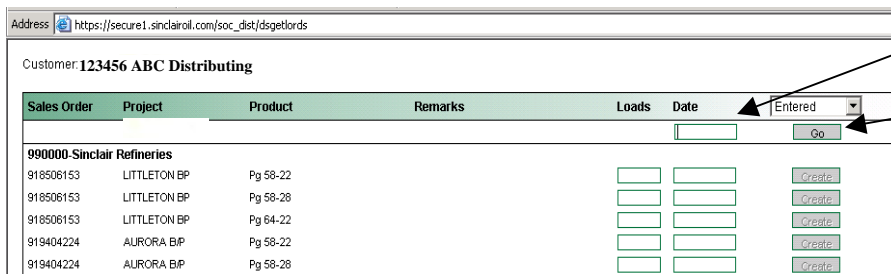 Address https://secure1.sinclairoil.com/soc_dist/dsgetlords
Customer: 123456 ABC Distributing
Sales Order Project Product Remarks Loads Date Entered
Go
990000-Sinclair Refineries
918506153 LITTLETON BP Pg 58-22 Create
918506153 LITTLETON BP Pg 58-28 Create
918506153 LITTLETON BP Pg 64-22 Create
919404224 AURORA B/P Pg 58-22 Create
919404224 AURORA B/P Pg 58-28 Create